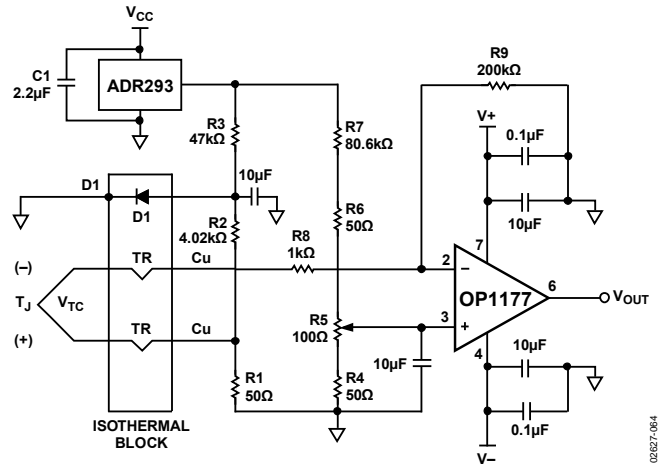 VCC
C1
2.2µF
ADR293
R3
47kΩ
R7
80.6kΩ
R9
200kΩ
V+
0.1µF
10µF
D1
D1
10µF
R2
4.02kΩ
R6
50Ω
R8
1kΩ
(–)
TR
Cu
TJ
VTC
(+)
TR
Cu
R5
100Ω
10µF
R1
50Ω
R4
50Ω
ISOTHERMAL
BLOCK
7
2
–
OP1177
6
VOUT
3
+
4
10µF
0.1µF
V–
02627-064